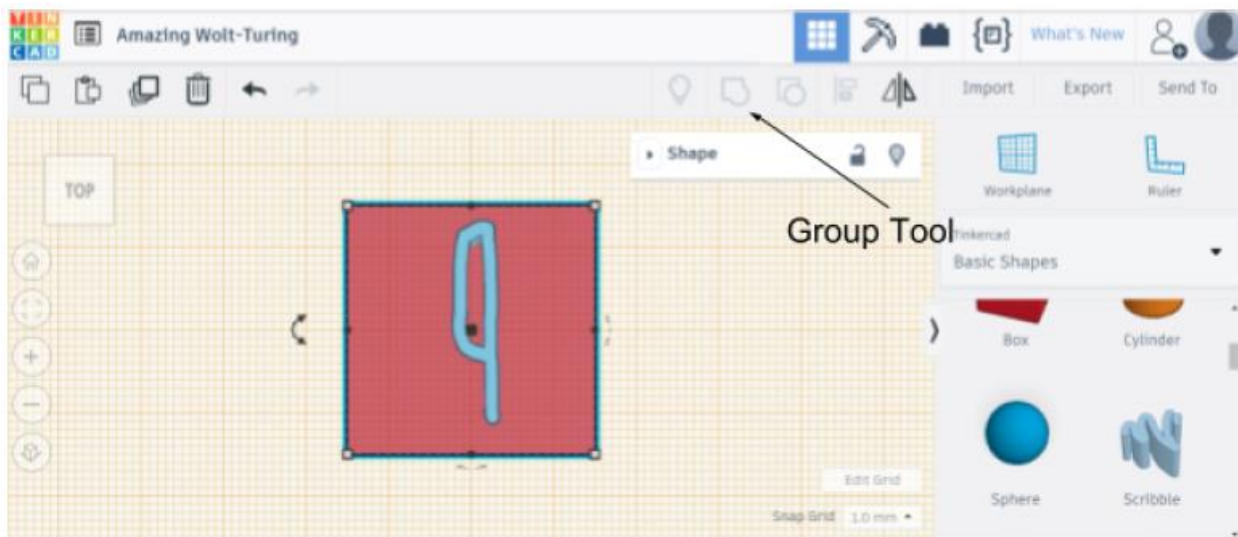 TIN
KER
CAD
Amazing Wolt-Turing
What's New
Import Export Send To
Shape
TOP
Workplane Ruler
Group Tool
Tinkercad
Basic Shapes
Box Cylinder
9
Sphere Scribble
Edit Grid
Snap Grid 1.0 mm